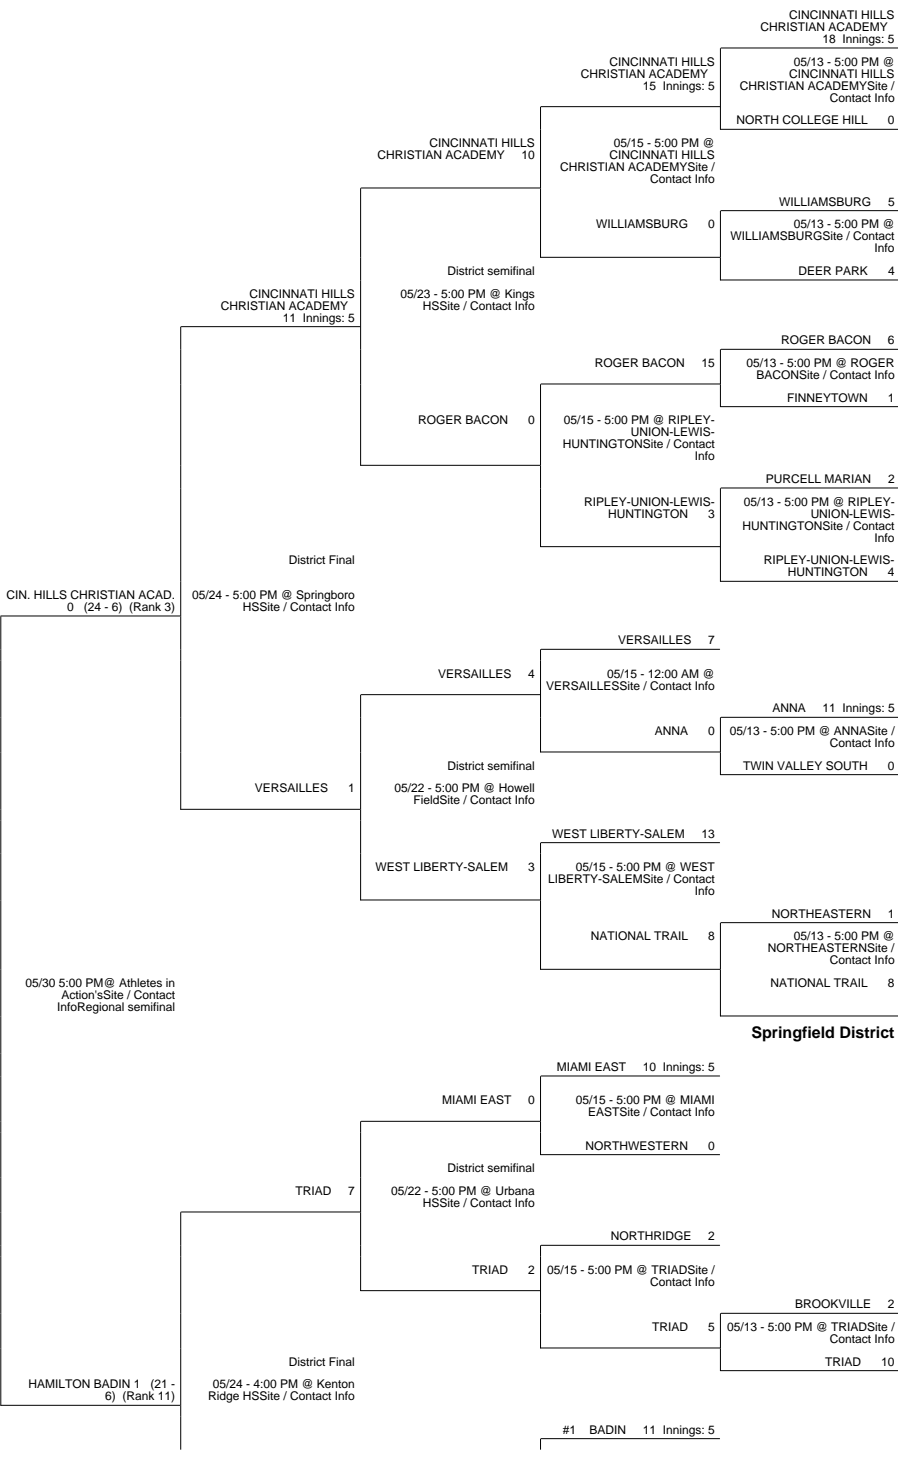 CINCINNATI HILLS
CHRISTIAN ACADEMY
18 Innings: 5
05/13 - 5:00 PM @
CINCINNATI HILLS
CHRISTIAN ACADEMYSite /
Contact Info
NORTH COLLEGE HILL 0
CINCINNATI HILLS
CHRISTIAN ACADEMY
15 Innings: 5
05/15 - 5:00 PM @
CINCINNATI HILLS
CHRISTIAN ACADEMYSite /
Contact Info
WILLIAMSBURG 0
WILLIAMSBURG 5
05/13 - 5:00 PM @
WILLIAMSBURGSite / Contact
Info
DEER PARK 4
CINCINNATI HILLS
CHRISTIAN ACADEMY 10
District semifinal
05/23 - 5:00 PM @ Kings
HSSite / Contact Info
ROGER BACON 0
ROGER BACON 6
05/13 - 5:00 PM @ ROGER
BACONSite / Contact Info
FINNEYTOWN 1
ROGER BACON 15
05/15 - 5:00 PM @ RIPLEY-
UNION-LEWIS-
HUNTINGTONSite / Contact
Info
RIPLEY-UNION-LEWIS-
HUNTINGTON 3
PURCELL MARIAN 2
05/13 - 5:00 PM @ RIPLEY-
UNION-LEWIS-
HUNTINGTONSite / Contact
Info
RIPLEY-UNION-LEWIS-
HUNTINGTON 4
CINCINNATI HILLS
CHRISTIAN ACADEMY
11 Innings: 5
District Final
05/24 - 5:00 PM @ Springboro
HSSite / Contact Info
CIN. HILLS CHRISTIAN ACAD.
0 (24 - 6) (Rank 3)
VERSAILLES 7
05/15 - 12:00 AM @
VERSAILLESSite / Contact Info
ANNA 0
VERSAILLES 4
ANNA 11 Innings: 5
05/13 - 5:00 PM @ ANNASite /
Contact Info
TWIN VALLEY SOUTH 0
District semifinal
05/22 - 5:00 PM @ Howell
FieldSite / Contact Info
VERSAILLES 1
WEST LIBERTY-SALEM 3
WEST LIBERTY-SALEM 13
05/15 - 5:00 PM @ WEST
LIBERTY-SALEMSite / Contact
Info
NATIONAL TRAIL 8
NORTHEASTERN 1
05/13 - 5:00 PM @
NORTHEASTERNSite /
Contact Info
NATIONAL TRAIL 8
05/30 5:00 PM@ Athletes in
Action'sSite / Contact
InfoRegional semifinal
Springfield District
MIAMI EAST 10 Innings: 5
05/15 - 5:00 PM @ MIAMI
EASTSite / Contact Info
NORTHWESTERN 0
MIAMI EAST 0
District semifinal
05/22 - 5:00 PM @ Urbana
HSSite / Contact Info
TRIAD 7
TRIAD 2
NORTHRIDGE 2
05/15 - 5:00 PM @ TRIADSite /
Contact Info
TRIAD 5
BROOKVILLE 2
05/13 - 5:00 PM @ TRIADSite /
Contact Info
TRIAD 10
District Final
05/24 - 4:00 PM @ Kenton
Ridge HSSite / Contact Info
HAMILTON BADIN 1 (21 -
6) (Rank 11)
#1 BADIN 11 Innings: 5